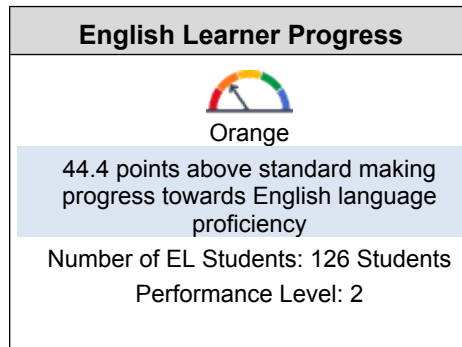 English Learner Progress
Orange
44.4 points above standard making
progress towards English language
proficiency
Number of EL Students: 126 Students
Performance Level: 2